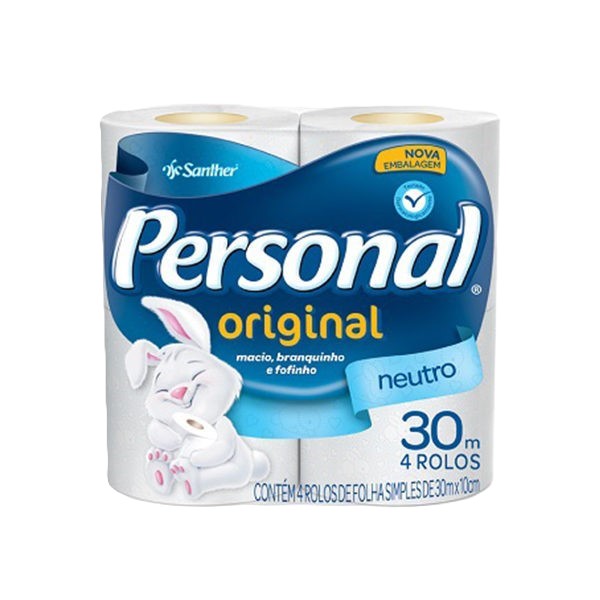 Santher
NOVA
EMBALAGEM
Personal®
original
macio, branquinho
e fofinho
neutro
30m
4 ROLOS
CONTÉM 4 ROLOS DE FOLHA SIMPLES DE 30m x 10cm